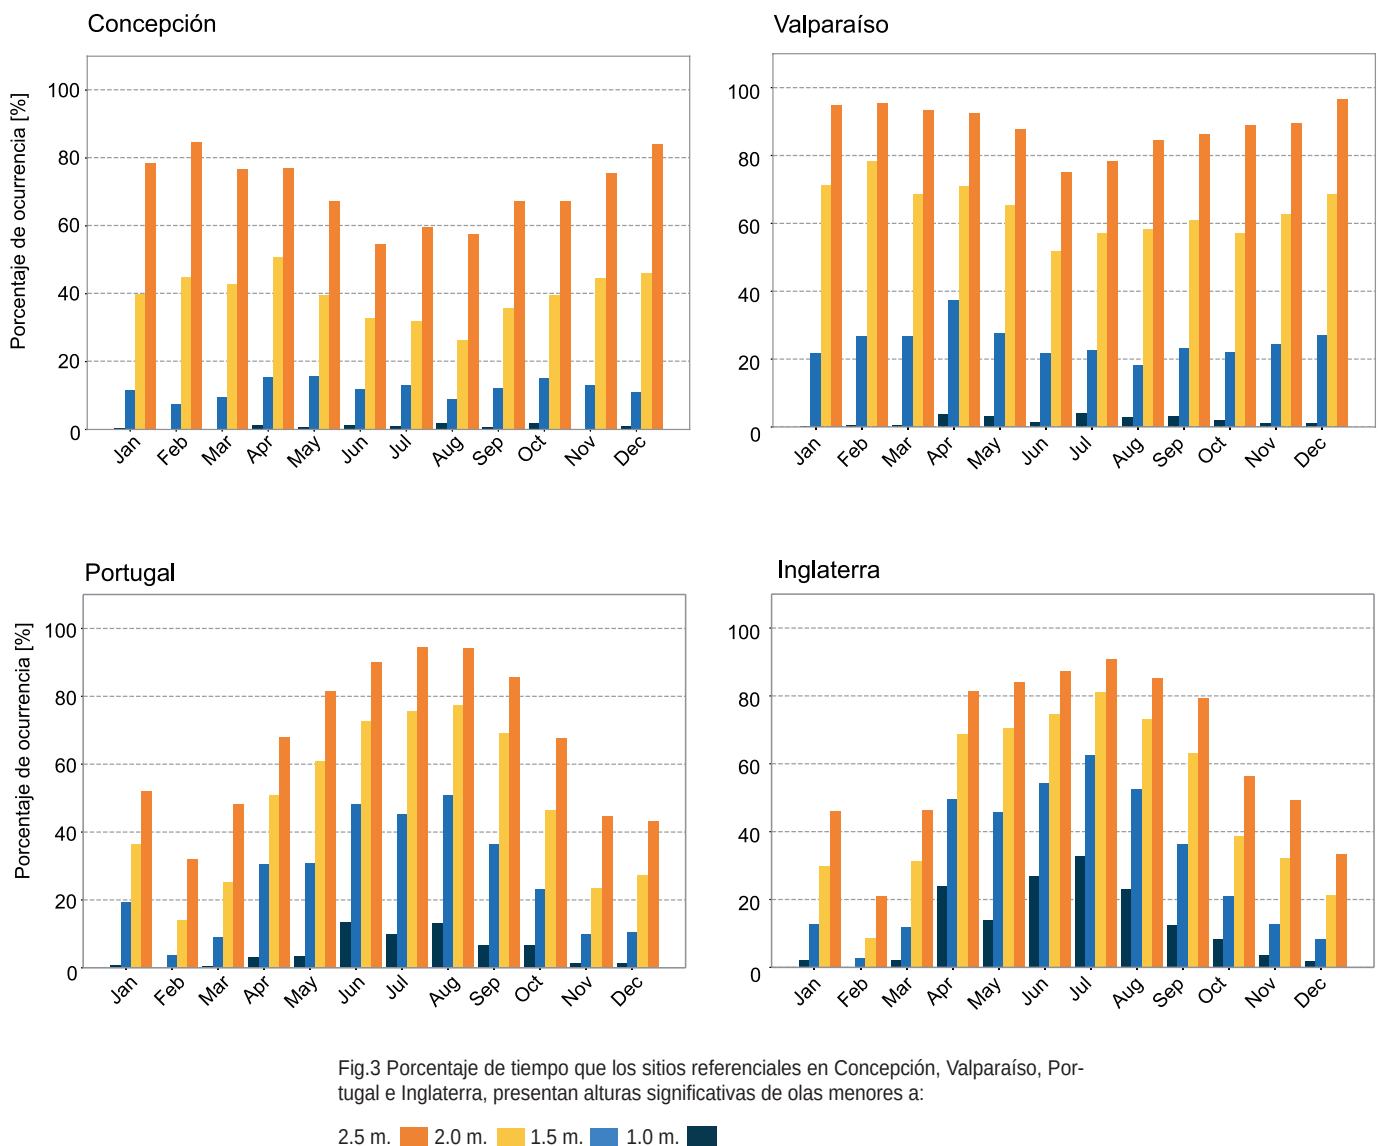 Concepción
Porcentaje de ocurrencia [%]
100
80
60
40
20
0
Jan Feb Mar Apr May Jun Jul Aug Sep Oct Nov Dec
Valparaíso
100
80
60
40
20
0
Jan Feb Mar Apr May Jun Jul Aug Sep Oct Nov Dec
Portugal
Porcentaje de ocurrencia [%]
100
80
60
40
20
0
Jan Feb Mar Apr May Jun Jul Aug Sep Oct Nov Dec
Inglaterra
100
80
60
40
20
0
Jan Feb Mar Apr May Jun Jul Aug Sep Oct Nov Dec
Fig.3 Porcentaje de tiempo que los sitios referenciales en Concepción, Valparaíso, Por-
tugal e Inglaterra, presentan alturas significativas de olas menores a:
2.5 m. 2.0 m. 1.5 m. 1.0 m.